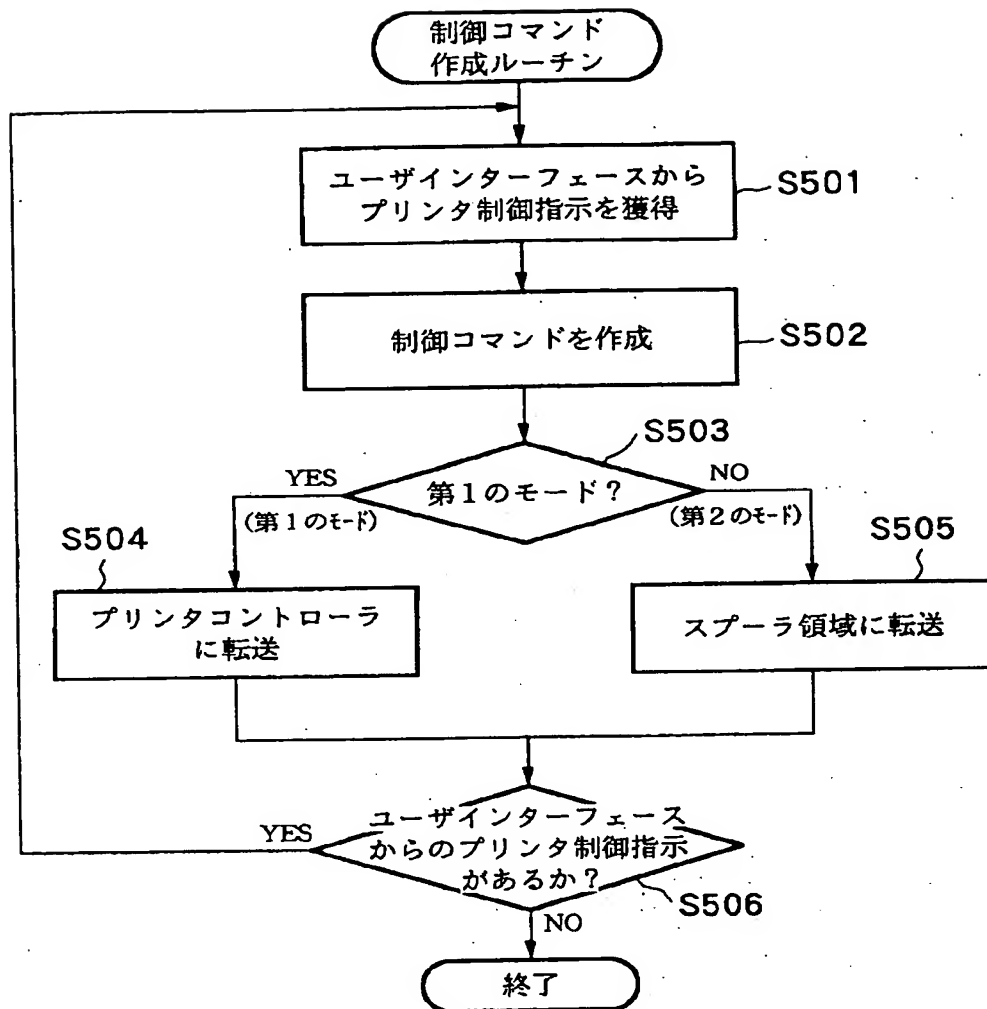 制御コマンド
作成ルーチン
ユーザインターフェースから
プリンタ制御指示を獲得
S501
制御コマンドを作成
S502
S503
YES
第1のモード?
NO
(第1のモード)
(第2のモード)
S504
プリンタコントローラ
に転送
S505
スプーラ領域に転送
YES
ユーザインターフェース
からのプリンタ制御指示
があるか?
S506
NO
終了